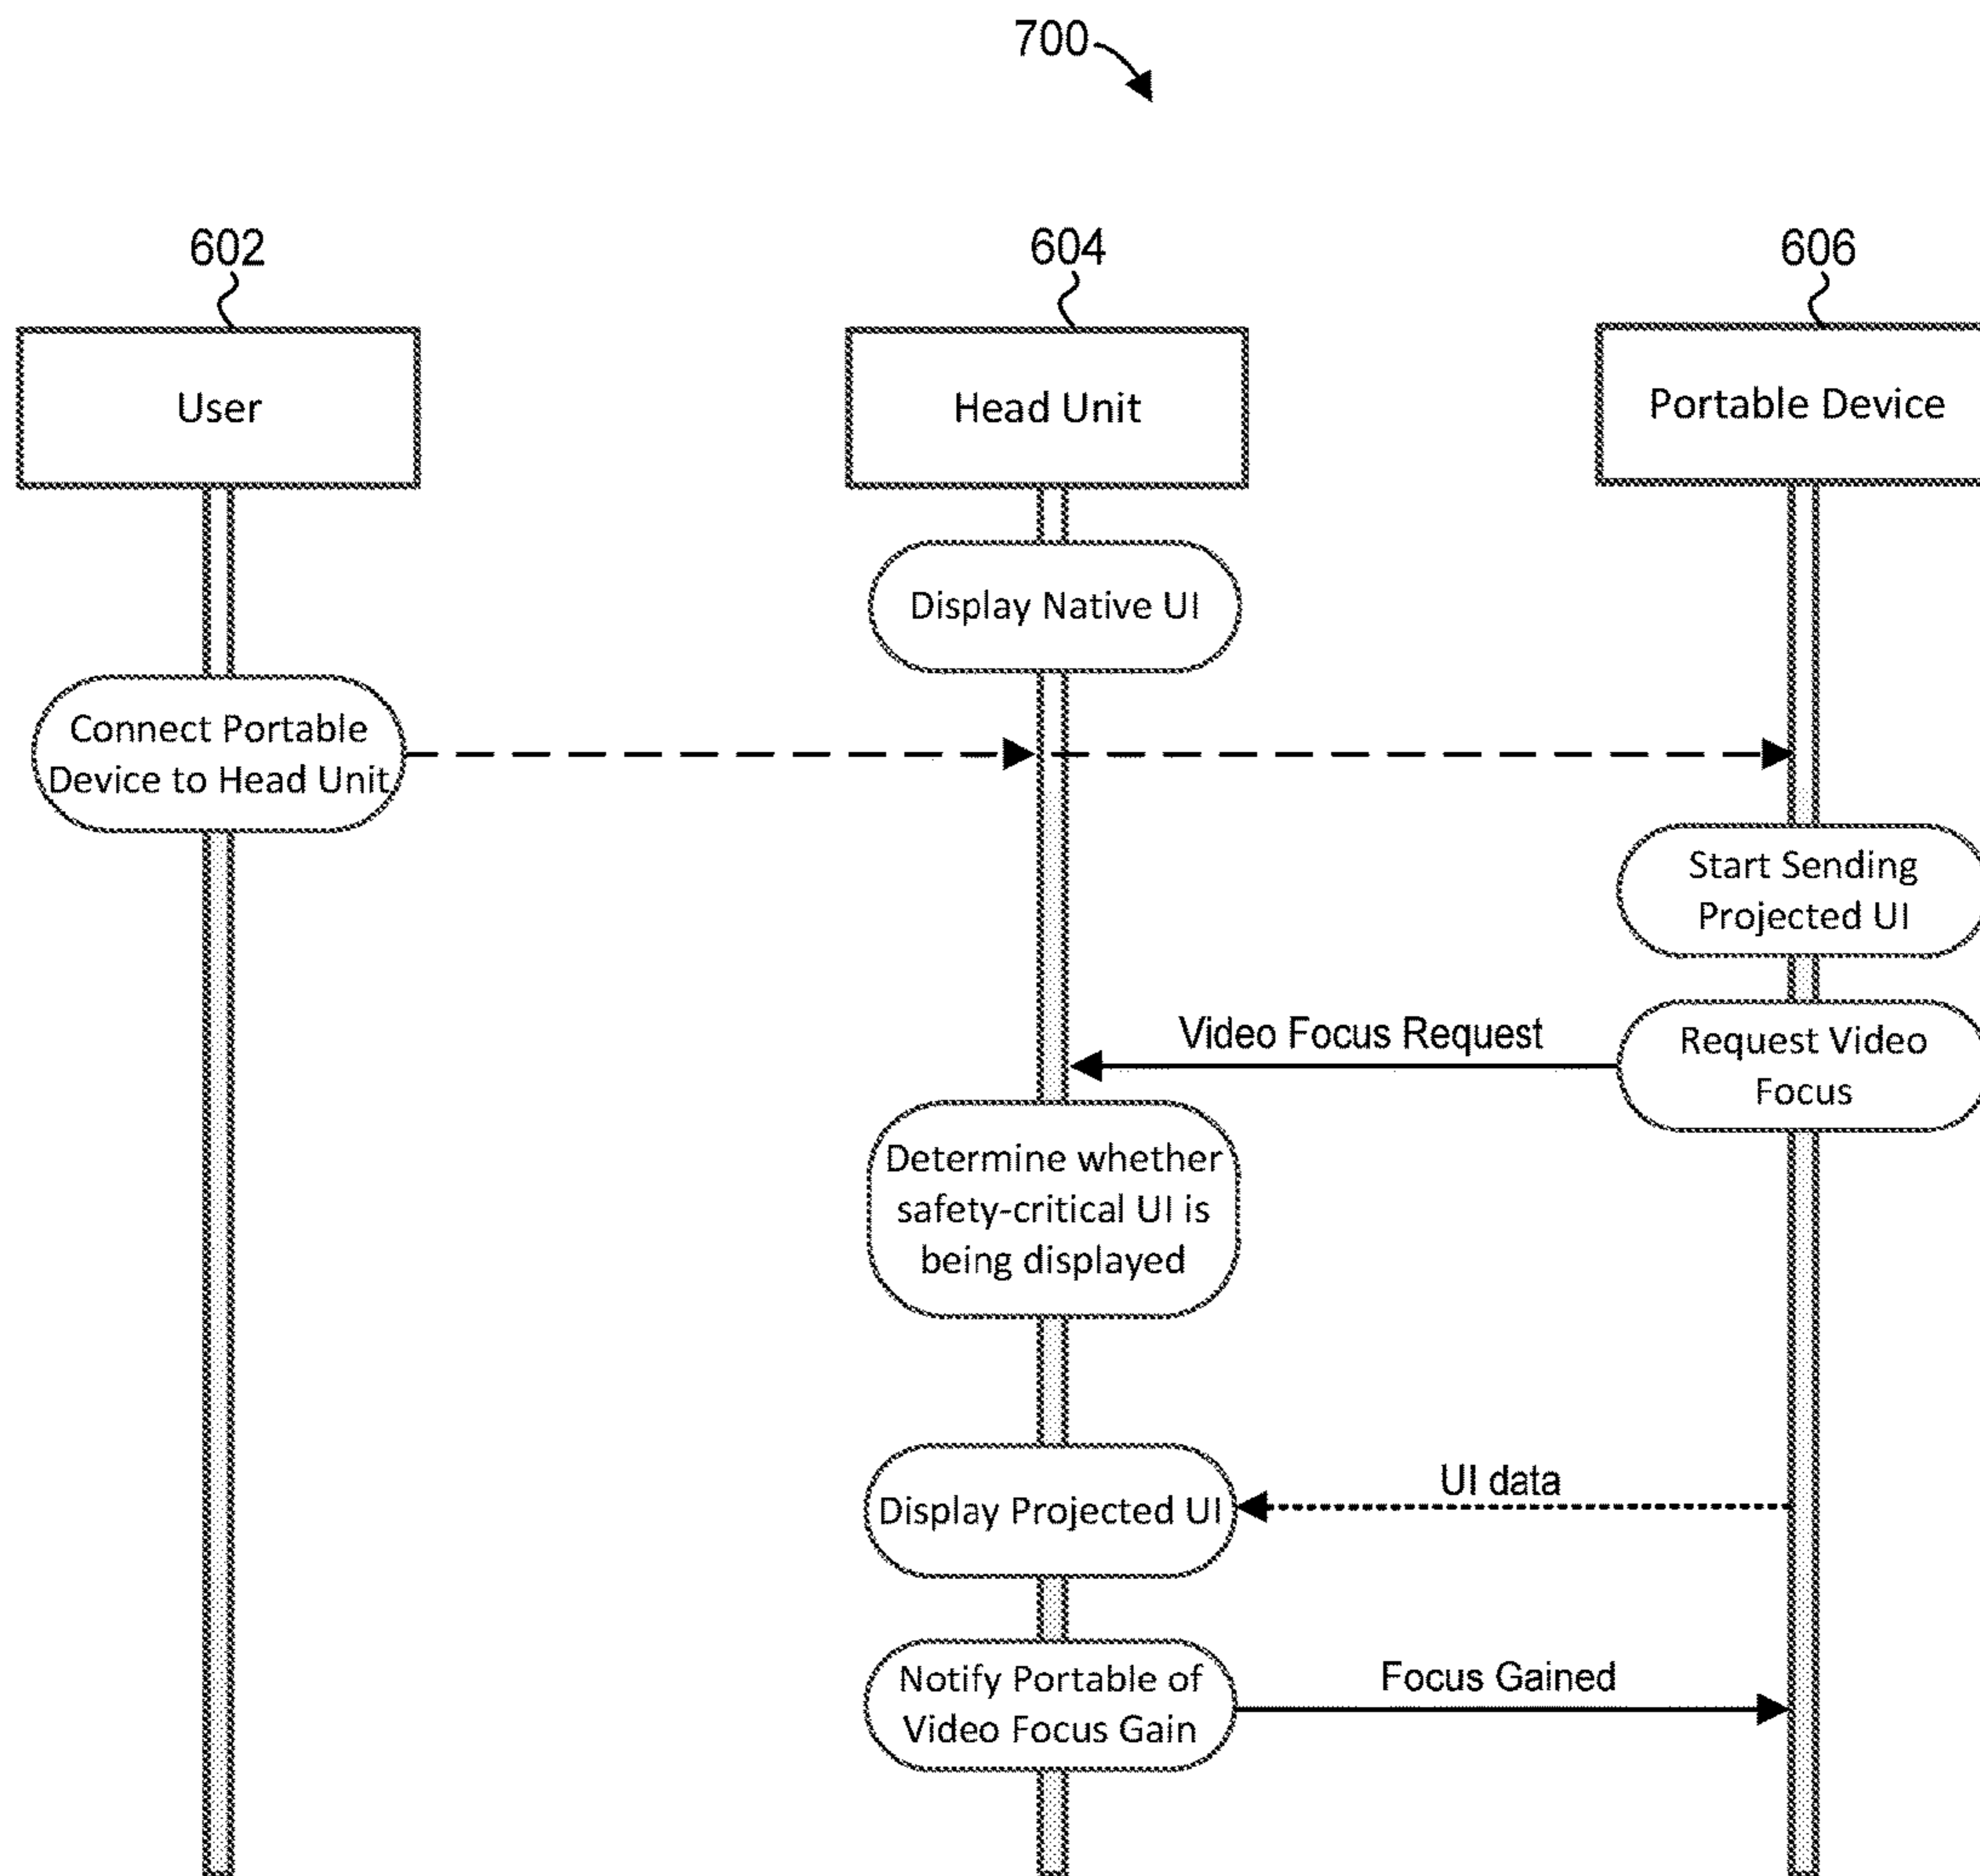 700
602
604
606
User
Head Unit
Portable Device
Display Native UI
Connect Portable
Device to Head Unit
Start Sending
Projected UI
Video Focus Request
Request Video
Focus
Determine whether
safety-critical UI is
being displayed
UI data
Display Projected UI
Notify Portable of
Video Focus Gain
Focus Gained